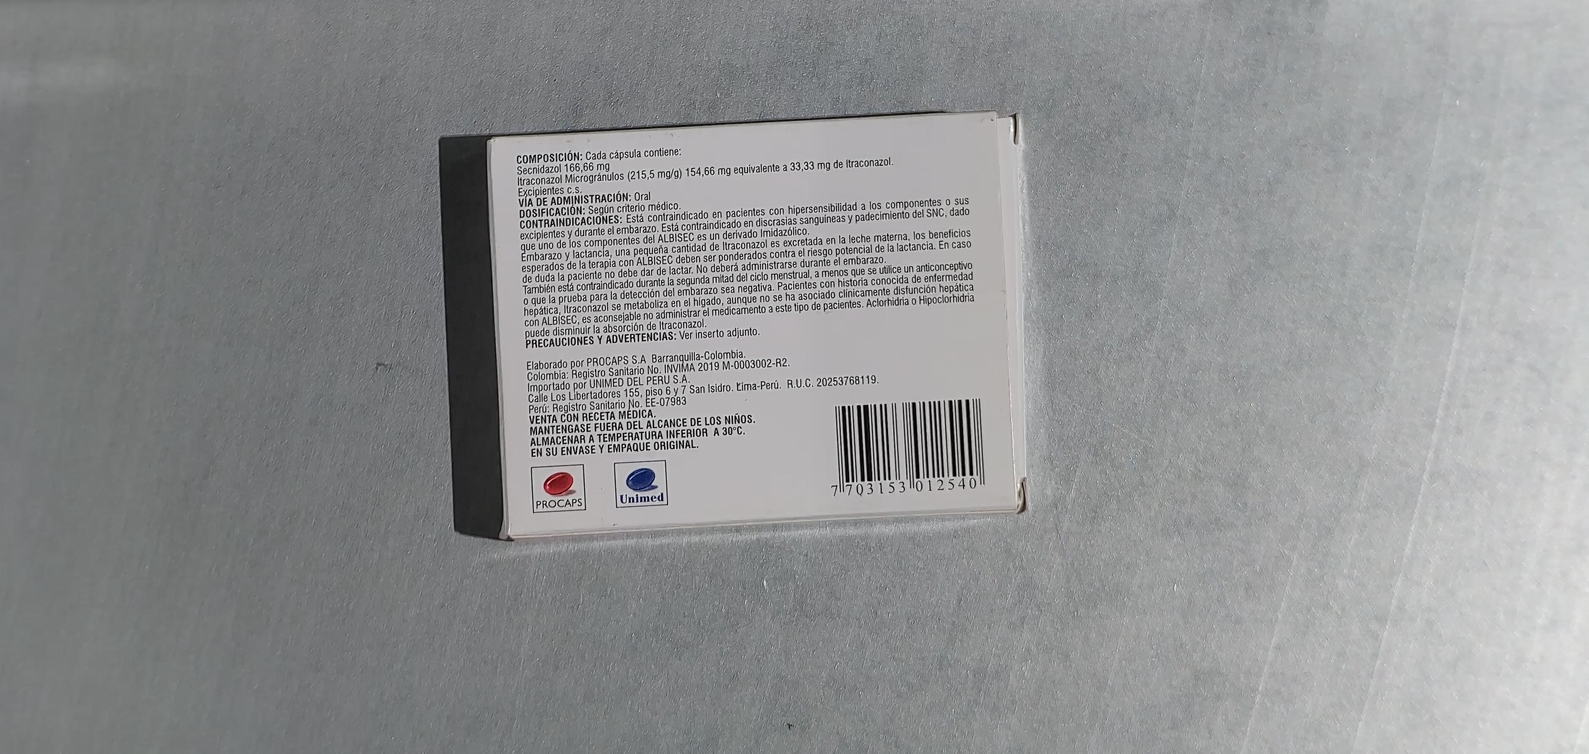 COMPOSICIÓN: Cada cápsula contiene:
Secnidazol 166,66 mg
Itraconazol Microgránulos (215,5 mg/g) 154,66 mg equivalente a 33,33 mg de Itraconazol.
Excipientes c.s.
VÍA DE ADMINISTRACIÓN: Oral
DOSIFICACIÓN: Según criterio médico.
CONTRAINDICACIONES: Está contraindicado en pacientes con hipersensibilidad a los componentes o sus
excipientes y durante el embarazo. Está contraindicado en discrasias sanguíneas y padecimiento del SNC, dado
que uno de los componentes del ALBISEC es un derivado Imidazólico.
Embarazo y lactancia, una pequeña cantidad de Itraconazol es excretada en la leche materna, los beneficios
esperados de la terapia con ALBISEC deben ser ponderados contra el riesgo potencial de la lactancia. En caso
de duda la paciente no debe dar de lactar. No deberá administrarse durante el embarazo.
También está contraindicado durante la segunda mitad del ciclo menstrual, a menos que se utilice un anticonceptivo
o que la prueba para la detección del embarazo sea negativa. Pacientes con historia conocida de enfermedad
hepática, Itraconazol se metaboliza en el hígado, aunque no se ha asociado clínicamente disfunción hepática
con ALBISEC, es aconsejable no administrar el medicamento a este tipo de pacientes. Aclorhidria o Hipoclorhidria
puede disminuir la absorción de Itraconazol.
PRECAUCIONES Y ADVERTENCIAS: Ver inserto adjunto.
Elaborado por PROCAPS S.A Barranquilla-Colombia.
Colombia: Registro Sanitario No. INVIMA 2019 M-0003002-R2.
Importado por UNIMED DEL PERU S.A.
Calle Los Libertadores 155, piso 6 y 7 San Isidro. Lima-Perú. R.U.C. 20253768119.
Perú: Registro Sanitario No. EE-07983
VENTA CON RECETA MÉDICA.
MANTENGASE FUERA DEL ALCANCE DE LOS NIÑOS.
ALMACENAR A TEMPERATURA INFERIOR A 30°C.
EN SU ENVASE Y EMPAQUE ORIGINAL.
PROCAPS
Unimed
7 703153 012540